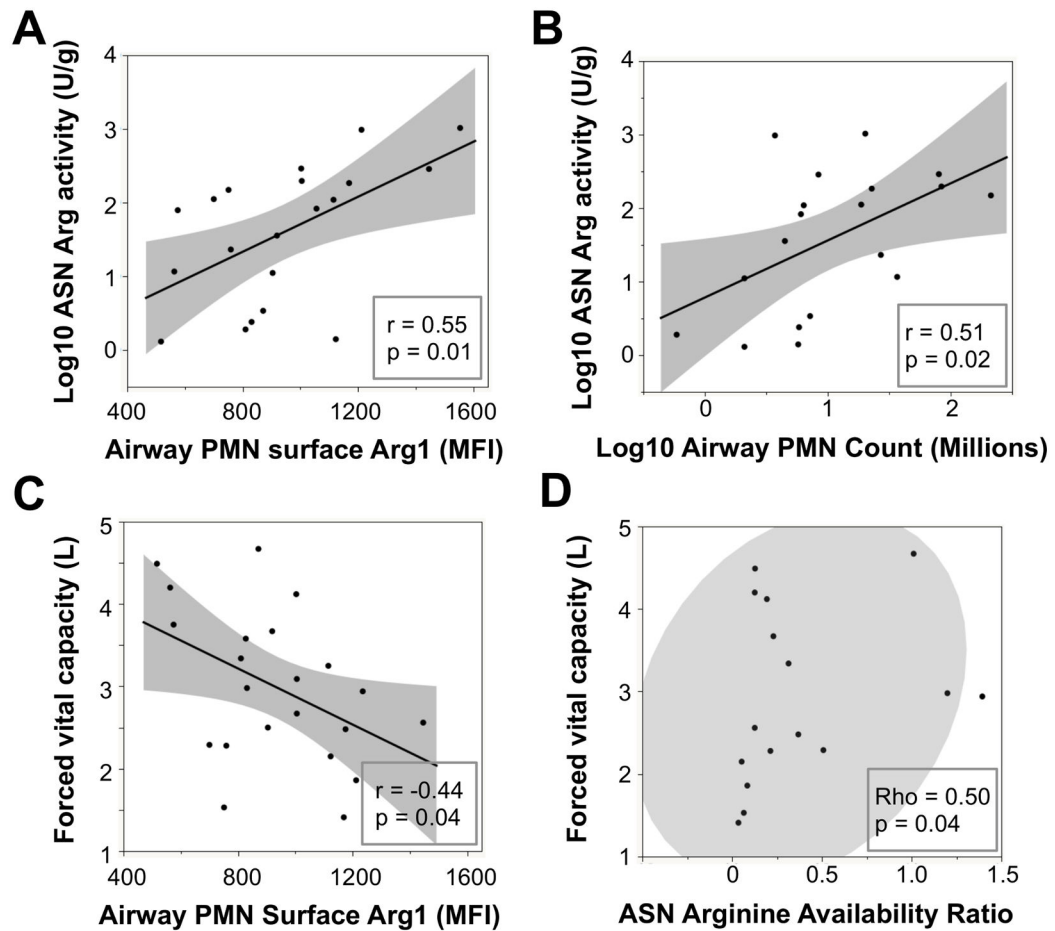 A
Log10 ASN Arg activity (U/g)
4
3
2
1
0
r = 0.55
p = 0.01
400 800 1200 1600
Airway PMN surface Arg1 (MFI)
B
Log10 ASN Arg activity (U/g)
4
3
2
1
0
r = 0.51
p = 0.02
0 1 2
Log10 Airway PMN Count (Millions)
C
Forced vital capacity (L)
5
4
3
2
1
r = -0.44
p = 0.04
400 800 1200 1600
Airway PMN Surface Arg1 (MFI)
D
Forced vital capacity (L)
5
4
3
2
1
Rho = 0.50
p = 0.04
0 0.5 1.0 1.5
ASN Arginine Availability Ratio